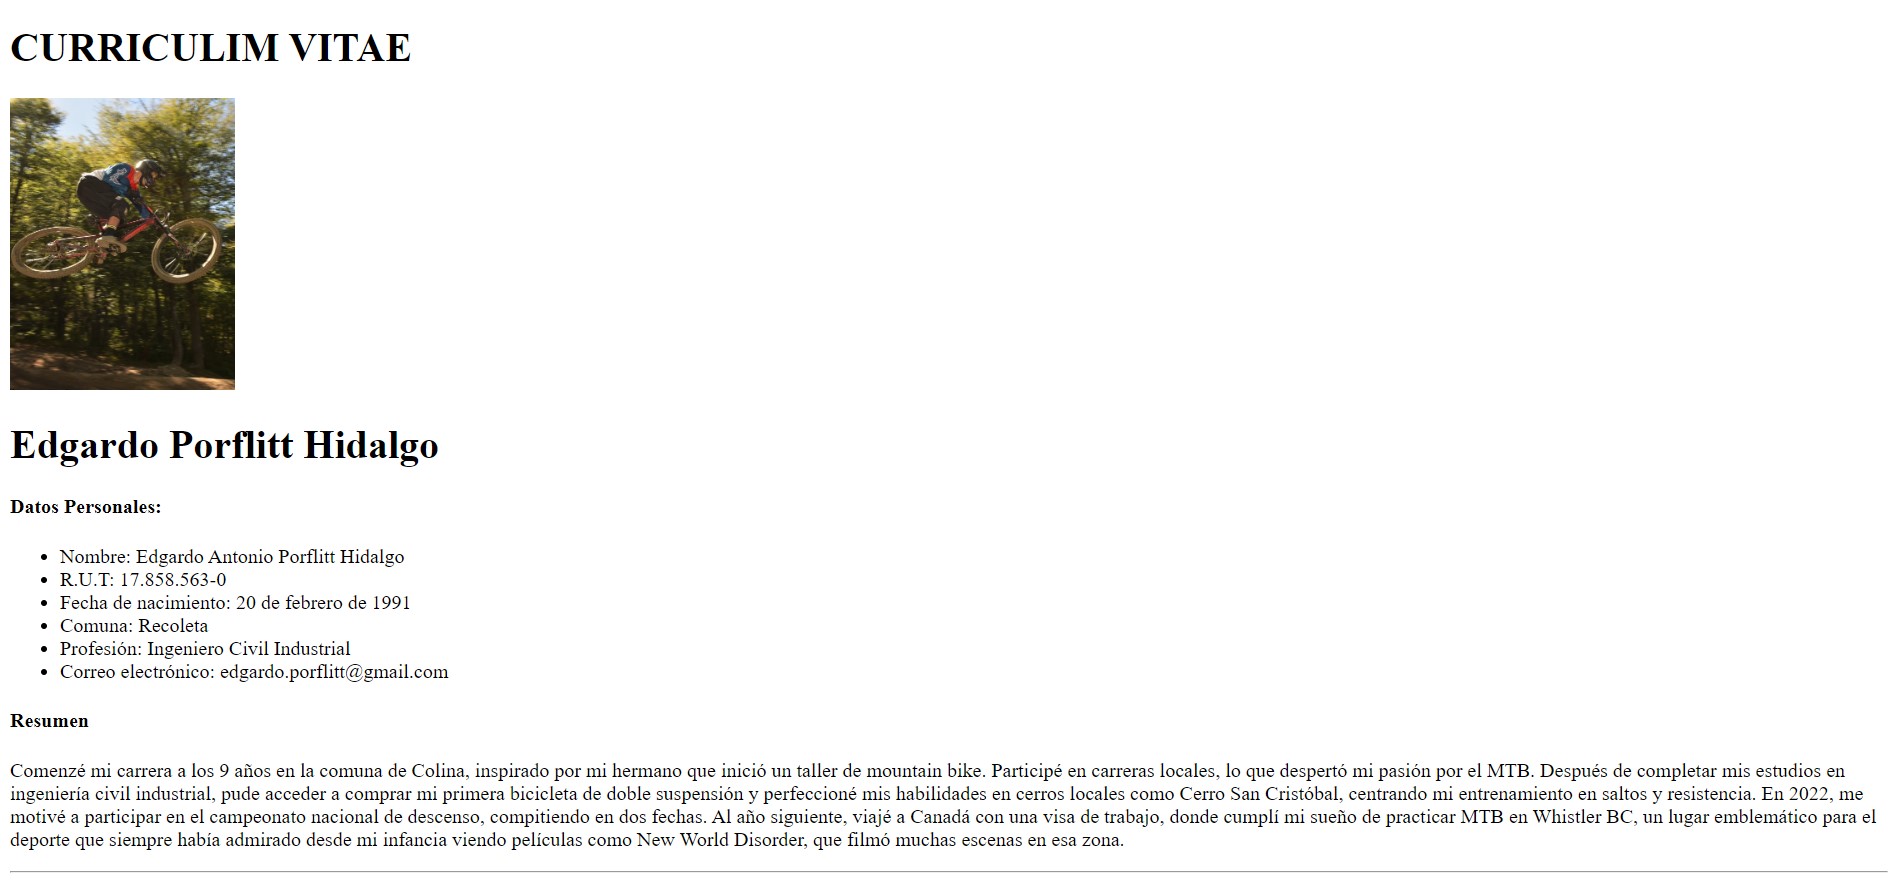 CURRICULIM VITAE
Edgardo Porflitt Hidalgo
Datos Personales:
• Nombre: Edgardo Antonio Porflitt Hidalgo
• R.U.T: 17.858.563-0
• Fecha de nacimiento: 20 de febrero de 1991
• Comuna: Recoleta
• Profesión: Ingeniero Civil Industrial
• Correo electrónico: edgardo.porflitt@gmail.com
Resumen
Comenzé mi carrera a los 9 años en la comuna de Colina, inspirado por mi hermano que inició un taller de mountain bike. Participé en carreras locales, lo que despertó mi pasión por el MTB. Después de completar mis estudios en
ingeniería civil industrial, pude acceder a comprar mi primera bicicleta de doble suspensión y perfeccioné mis habilidades en cerros locales como Cerro San Cristóbal, centrando mi entrenamiento en saltos y resistencia. En 2022, me
motivé a participar en el campeonato nacional de descenso, compitiendo en dos fechas. Al año siguiente, viajé a Canadá con una visa de trabajo, donde cumplí mi sueño de practicar MTB en Whistler BC, un lugar emblemático para el
deporte que siempre había admirado desde mi infancia viendo películas como New World Disorder, que filmó muchas escenas en esa zona.